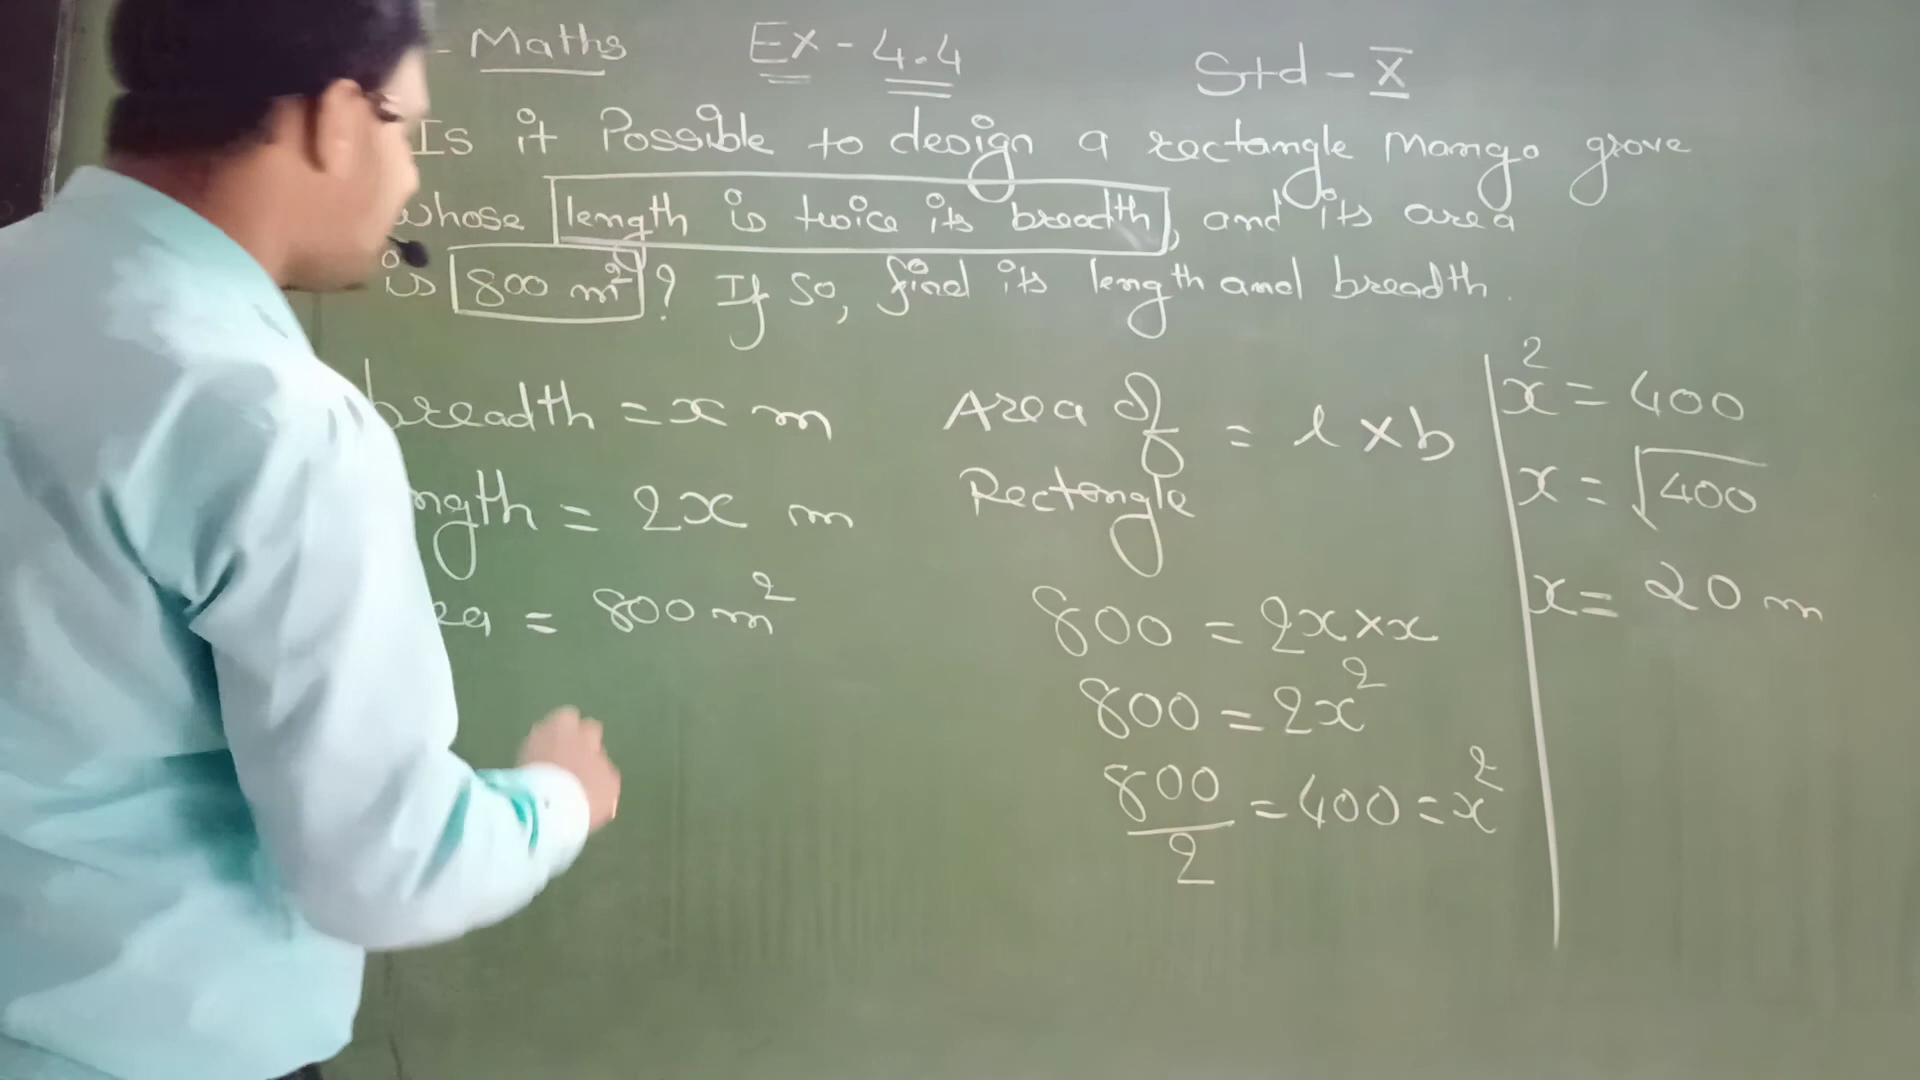 - Maths Ex - 4.4 Std - X
Is it Possible to design a rectangle Mango grove
whose length is twice its breadth, and its area
is 800 m²? If so, find its length and breadth.
breadth = x m
ngth = 2x m
ea = 800 m²
Area of
Rectangle = l × b
800 = 2x × x
800 = 2x²
800/2 = 400 = x²
x² = 400
x = √400
x = 20 m